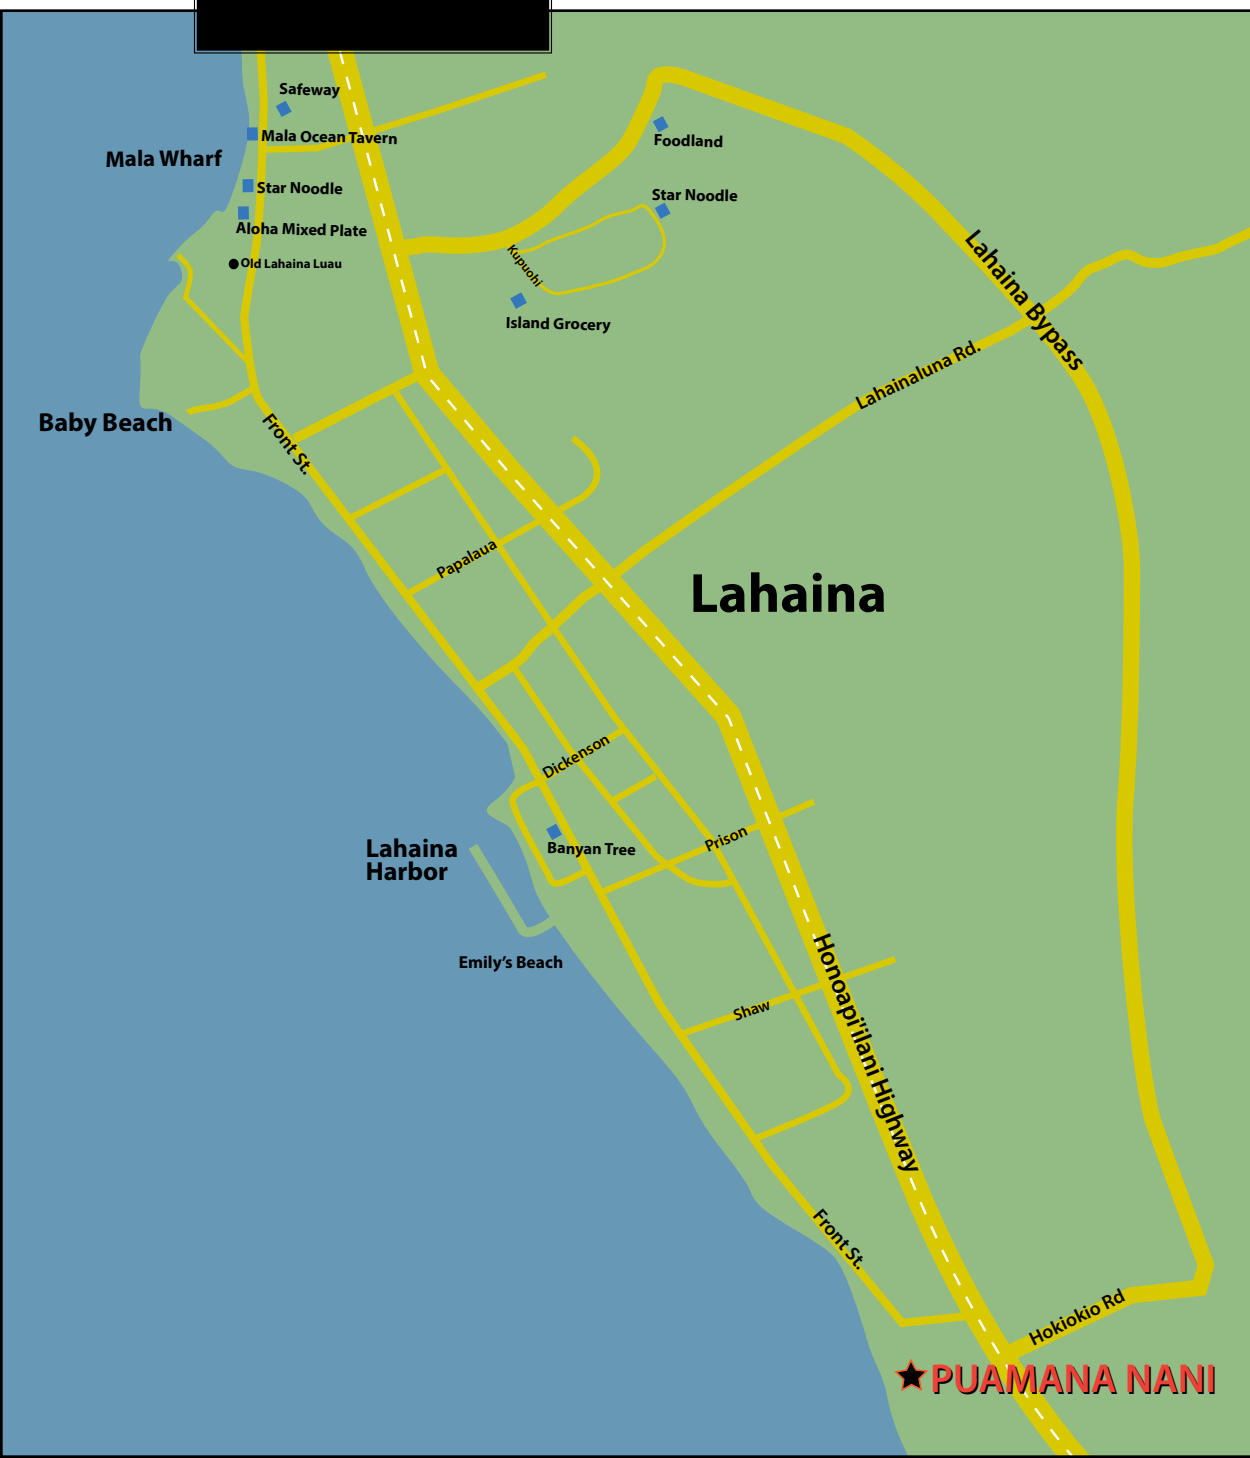 Safeway
Mala Ocean Tavern
Mala Wharf
Foodland
Star Noodle
Star Noodle
Aloha Mixed Plate
Old Lahaina Luau
Kupuohi
Island Grocery
Lahaina Bypass
Lahainaluna Rd.
Baby Beach
Front St.
Papalaua
Lahaina
Dickenson
Prison
Banyan Tree
Lahaina
Harbor
Emily's Beach
Honoapi'ilani Highway
Shaw
Front St.
Hokiokio Rd
PUAMANA NANI